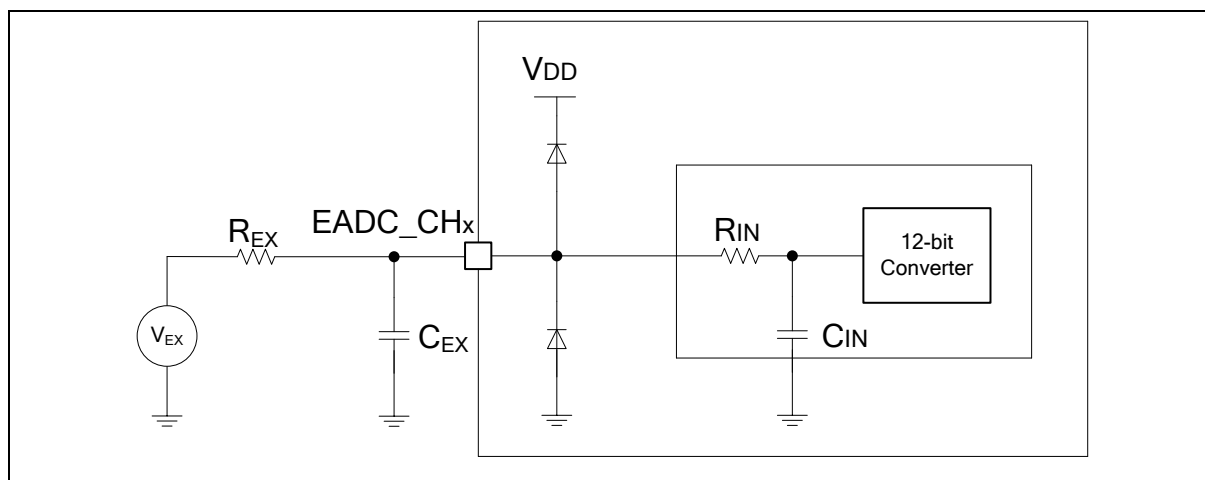 VDD
EADC_CHx
REX
RIN
12-bit
Converter
VEX
CEX
CIN